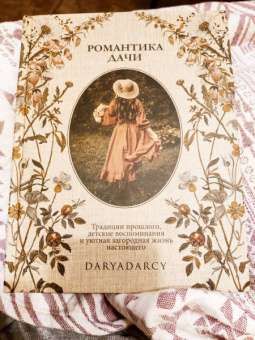 РОМАНТИКА
ДАЧИ
Традиции прошлого,
детские воспоминания
и уютная загородная жизнь
настоящего
DARYADARCY